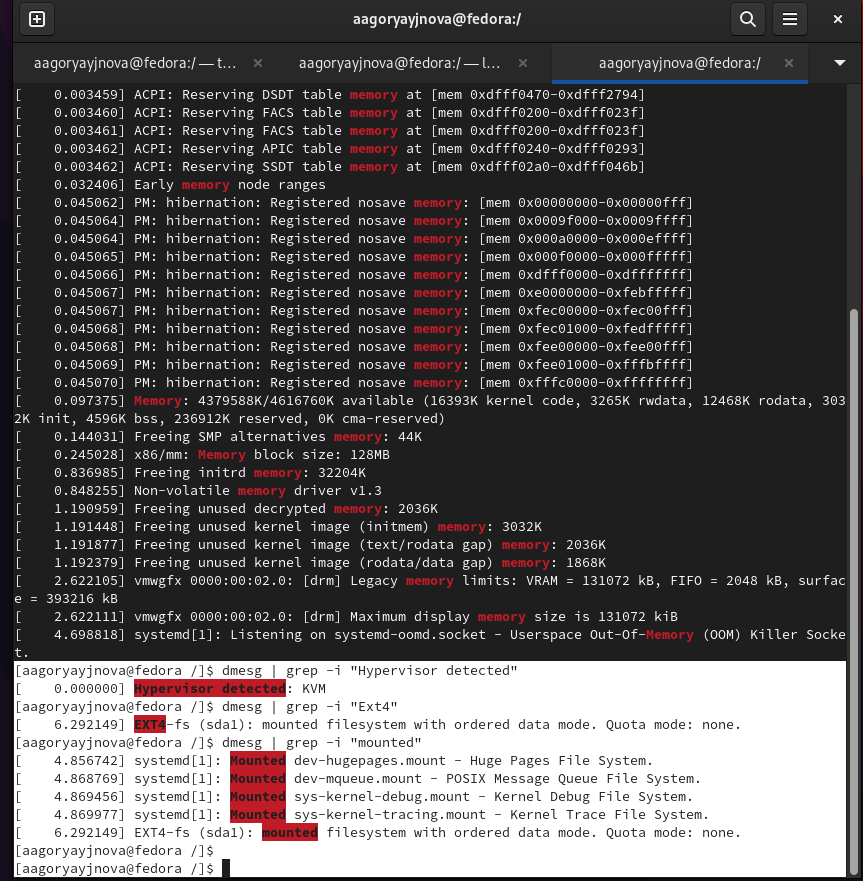 aagoryayjnova@fedora:/
aagoryayjnova@fedora:/ — t...
aagoryayjnova@fedora:/ — l...
aagoryayjnova@fedora:/
[    0.003459] ACPI: Reserving DSDT table memory at [mem 0xdfff0470-0xdfff2794]
[    0.003460] ACPI: Reserving FACS table memory at [mem 0xdfff0200-0xdfff023f]
[    0.003461] ACPI: Reserving FACS table memory at [mem 0xdfff0200-0xdfff023f]
[    0.003462] ACPI: Reserving APIC table memory at [mem 0xdfff0240-0xdfff0293]
[    0.003462] ACPI: Reserving SSDT table memory at [mem 0xdfff02a0-0xdfff046b]
[    0.032406] Early memory node ranges
[    0.045062] PM: hibernation: Registered nosave memory: [mem 0x00000000-0x00000fff]
[    0.045064] PM: hibernation: Registered nosave memory: [mem 0x0009f000-0x0009ffff]
[    0.045064] PM: hibernation: Registered nosave memory: [mem 0x000a0000-0x000effff]
[    0.045065] PM: hibernation: Registered nosave memory: [mem 0x000f0000-0x000fffff]
[    0.045066] PM: hibernation: Registered nosave memory: [mem 0xdfff0000-0xdfffffff]
[    0.045067] PM: hibernation: Registered nosave memory: [mem 0xe0000000-0xfebfffff]
[    0.045067] PM: hibernation: Registered nosave memory: [mem 0xfec00000-0xfec00fff]
[    0.045068] PM: hibernation: Registered nosave memory: [mem 0xfec01000-0xfedfffff]
[    0.045068] PM: hibernation: Registered nosave memory: [mem 0xfee00000-0xfee00fff]
[    0.045069] PM: hibernation: Registered nosave memory: [mem 0xfee01000-0xfffbffff]
[    0.045070] PM: hibernation: Registered nosave memory: [mem 0xfffc0000-0xffffffff]
[    0.097375] Memory: 4379588K/4616760K available (16393K kernel code, 3265K rwdata, 12468K rodata, 303
2K init, 4596K bss, 236912K reserved, 0K cma-reserved)
[    0.144031] Freeing SMP alternatives memory: 44K
[    0.245028] x86/mm: Memory block size: 128MB
[    0.836985] Freeing initrd memory: 32204K
[    0.848255] Non-volatile memory driver v1.3
[    1.190959] Freeing unused decrypted memory: 2036K
[    1.191448] Freeing unused kernel image (initmem) memory: 3032K
[    1.191877] Freeing unused kernel image (text/rodata gap) memory: 2036K
[    1.192379] Freeing unused kernel image (rodata/data gap) memory: 1868K
[    2.622105] vmwgfx 0000:00:02.0: [drm] Legacy memory limits: VRAM = 131072 kB, FIFO = 2048 kB, surfac
e = 393216 kB
[    2.622111] vmwgfx 0000:00:02.0: [drm] Maximum display memory size is 131072 kiB
[    4.698818] systemd[1]: Listening on systemd-oomd.socket - Userspace Out-Of-Memory (OOM) Killer Socke
t.
[aagoryayjnova@fedora /]$ dmesg | grep -i "Hypervisor detected"
[    0.000000] Hypervisor detected: KVM
[aagoryayjnova@fedora /]$ dmesg | grep -i "Ext4"
[    6.292149] EXT4-fs (sda1): mounted filesystem with ordered data mode. Quota mode: none.
[aagoryayjnova@fedora /]$ dmesg | grep -i "mounted"
[    4.856742] systemd[1]: Mounted dev-hugepages.mount - Huge Pages File System.
[    4.868769] systemd[1]: Mounted dev-mqueue.mount - POSIX Message Queue File System.
[    4.869456] systemd[1]: Mounted sys-kernel-debug.mount - Kernel Debug File System.
[    4.869977] systemd[1]: Mounted sys-kernel-tracing.mount - Kernel Trace File System.
[    6.292149] EXT4-fs (sda1): mounted filesystem with ordered data mode. Quota mode: none.
[aagoryayjnova@fedora /]$
[aagoryayjnova@fedora /]$